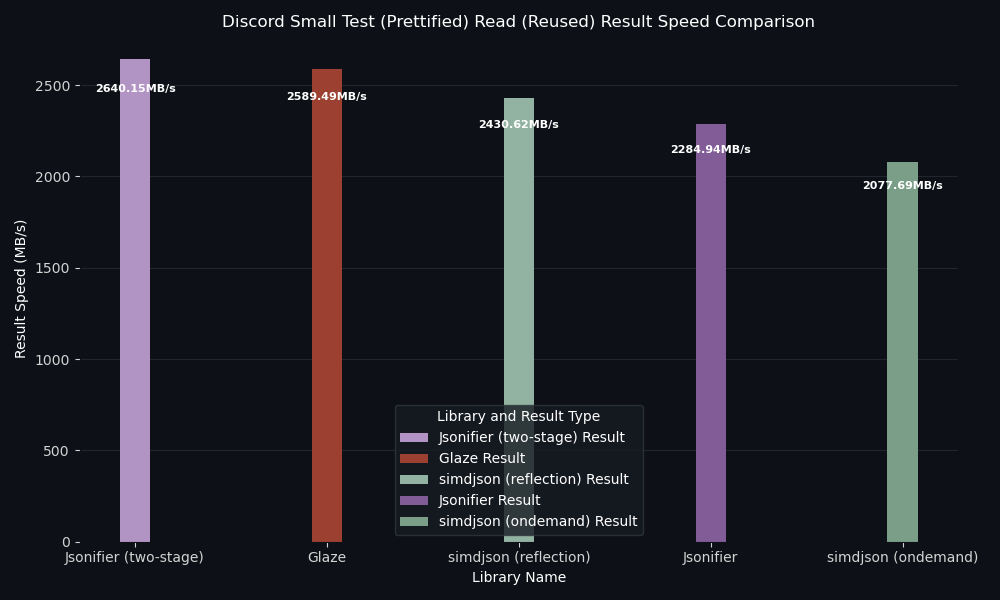 Discord Small Test (Prettified) Read (Reused) Result Speed Comparison
Result Speed (MB/s)
2500
2000
1500
1000
500
0
2640.15MB/s
2589.49MB/s
2430.62MB/s
2284.94MB/s
2077.69MB/s
Library and Result Type
Jsonifier (two-stage) Result
Glaze Result
simdjson (reflection) Result
Jsonifier Result
simdjson (ondemand) Result
Jsonifier (two-stage)
Glaze
simdjson (reflection)
Jsonifier
simdjson (ondemand)
Library Name